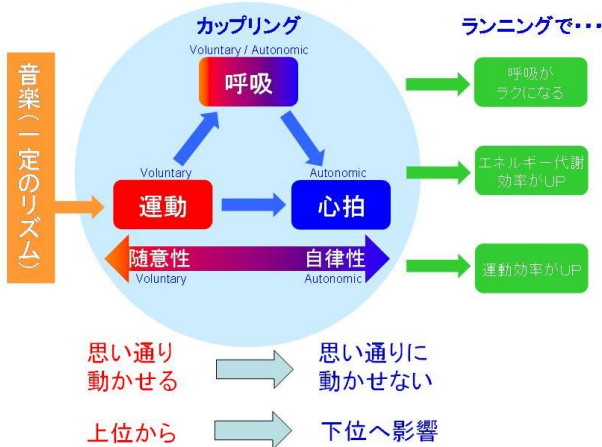 カップリング
ランニングで・・・
音楽(一定のリズム)
Voluntary / Autonomic
呼吸
呼吸が
ラクになる
Voluntary
Autonomic
運動
心拍
エネルギー代謝
効率がUP
随意性
自律性
Voluntary
Autonomic
運動効率がUP
思い通り
動かせる
思い通りに
動かせない
上位から
下位へ影響